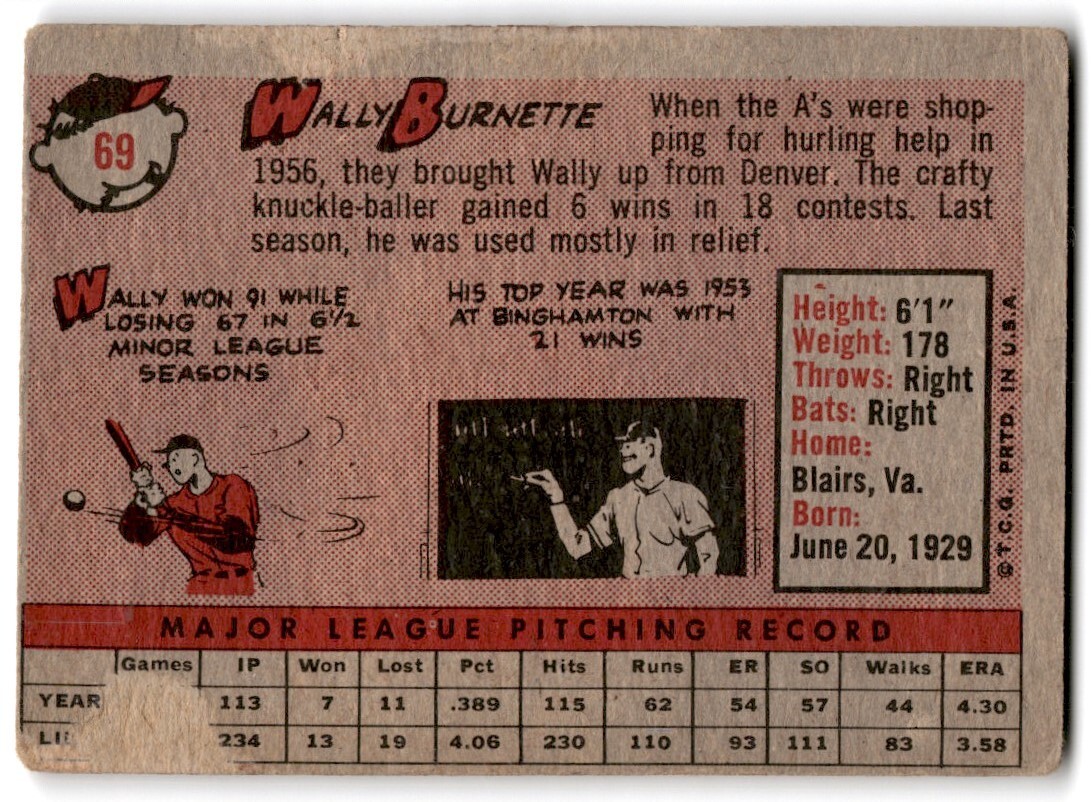 69
WALLY BURNETTE
When the A's were shop-
ping for hurling help in
1956, they brought Wally up from Denver. The crafty
knuckle-baller gained 6 wins in 18 contests. Last
season, he was used mostly in relief.
WALLY WON 91 WHILE
LOSING 67 IN 6½
MINOR LEAGUE
SEASONS
HIS TOP YEAR WAS 1953
AT BINGHAMTON WITH
21 WINS
Height: 6'1"
Weight: 178
Throws: Right
Bats: Right
Home:
Blairs, Va.
Born:
June 20, 1929
©T.C.G. PRTD. IN U.S.A.
MAJOR LEAGUE PITCHING RECORD
Games IP Won Lost Pct Hits Runs ER SO Walks ERA
YEAR 113 7 11 .389 115 62 54 57 44 4.30
234 13 19 4.06 230 110 93 111 83 3.58